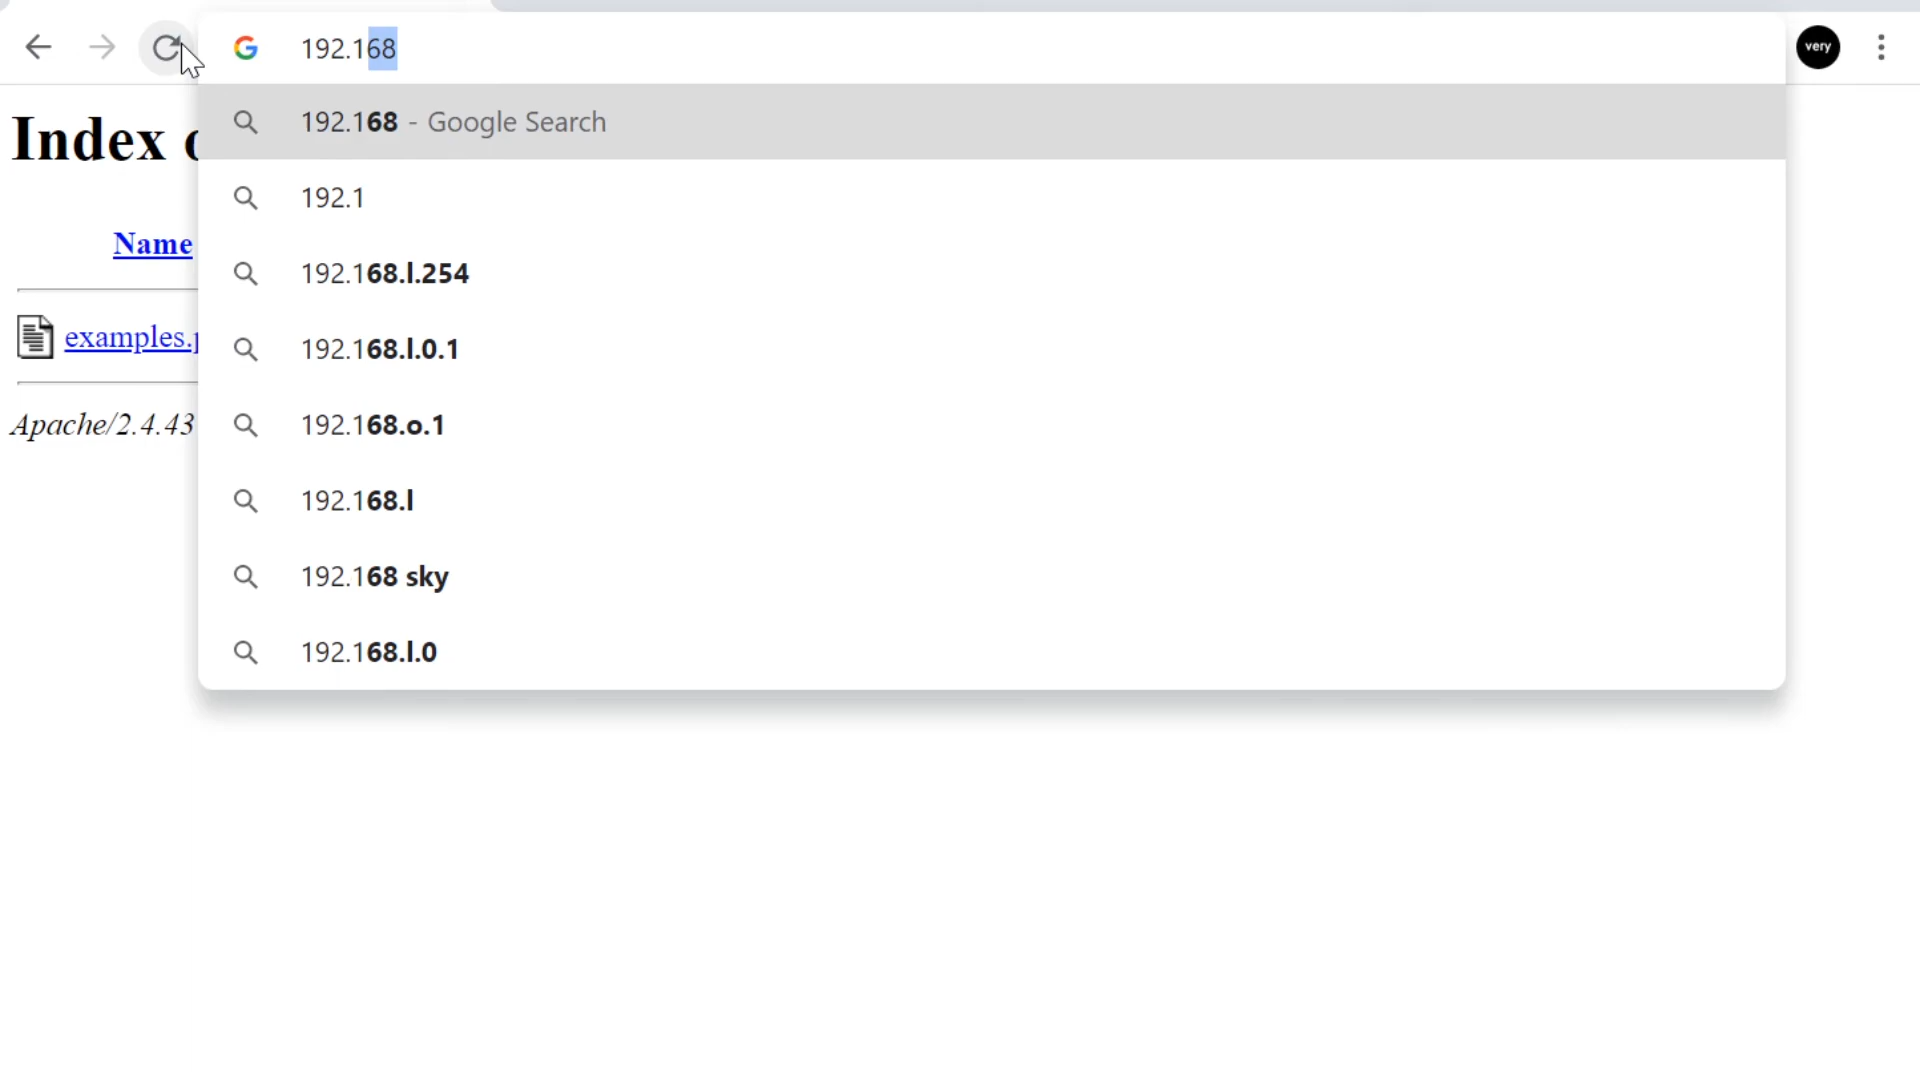 192.168
very
192.168 - Google Search
Index
192.1
Name
192.168.l.254
examples.
192.168.l.0.1
Apache/2.4.43
192.168.o.1
192.168.l
192.168 sky
192.168.l.0